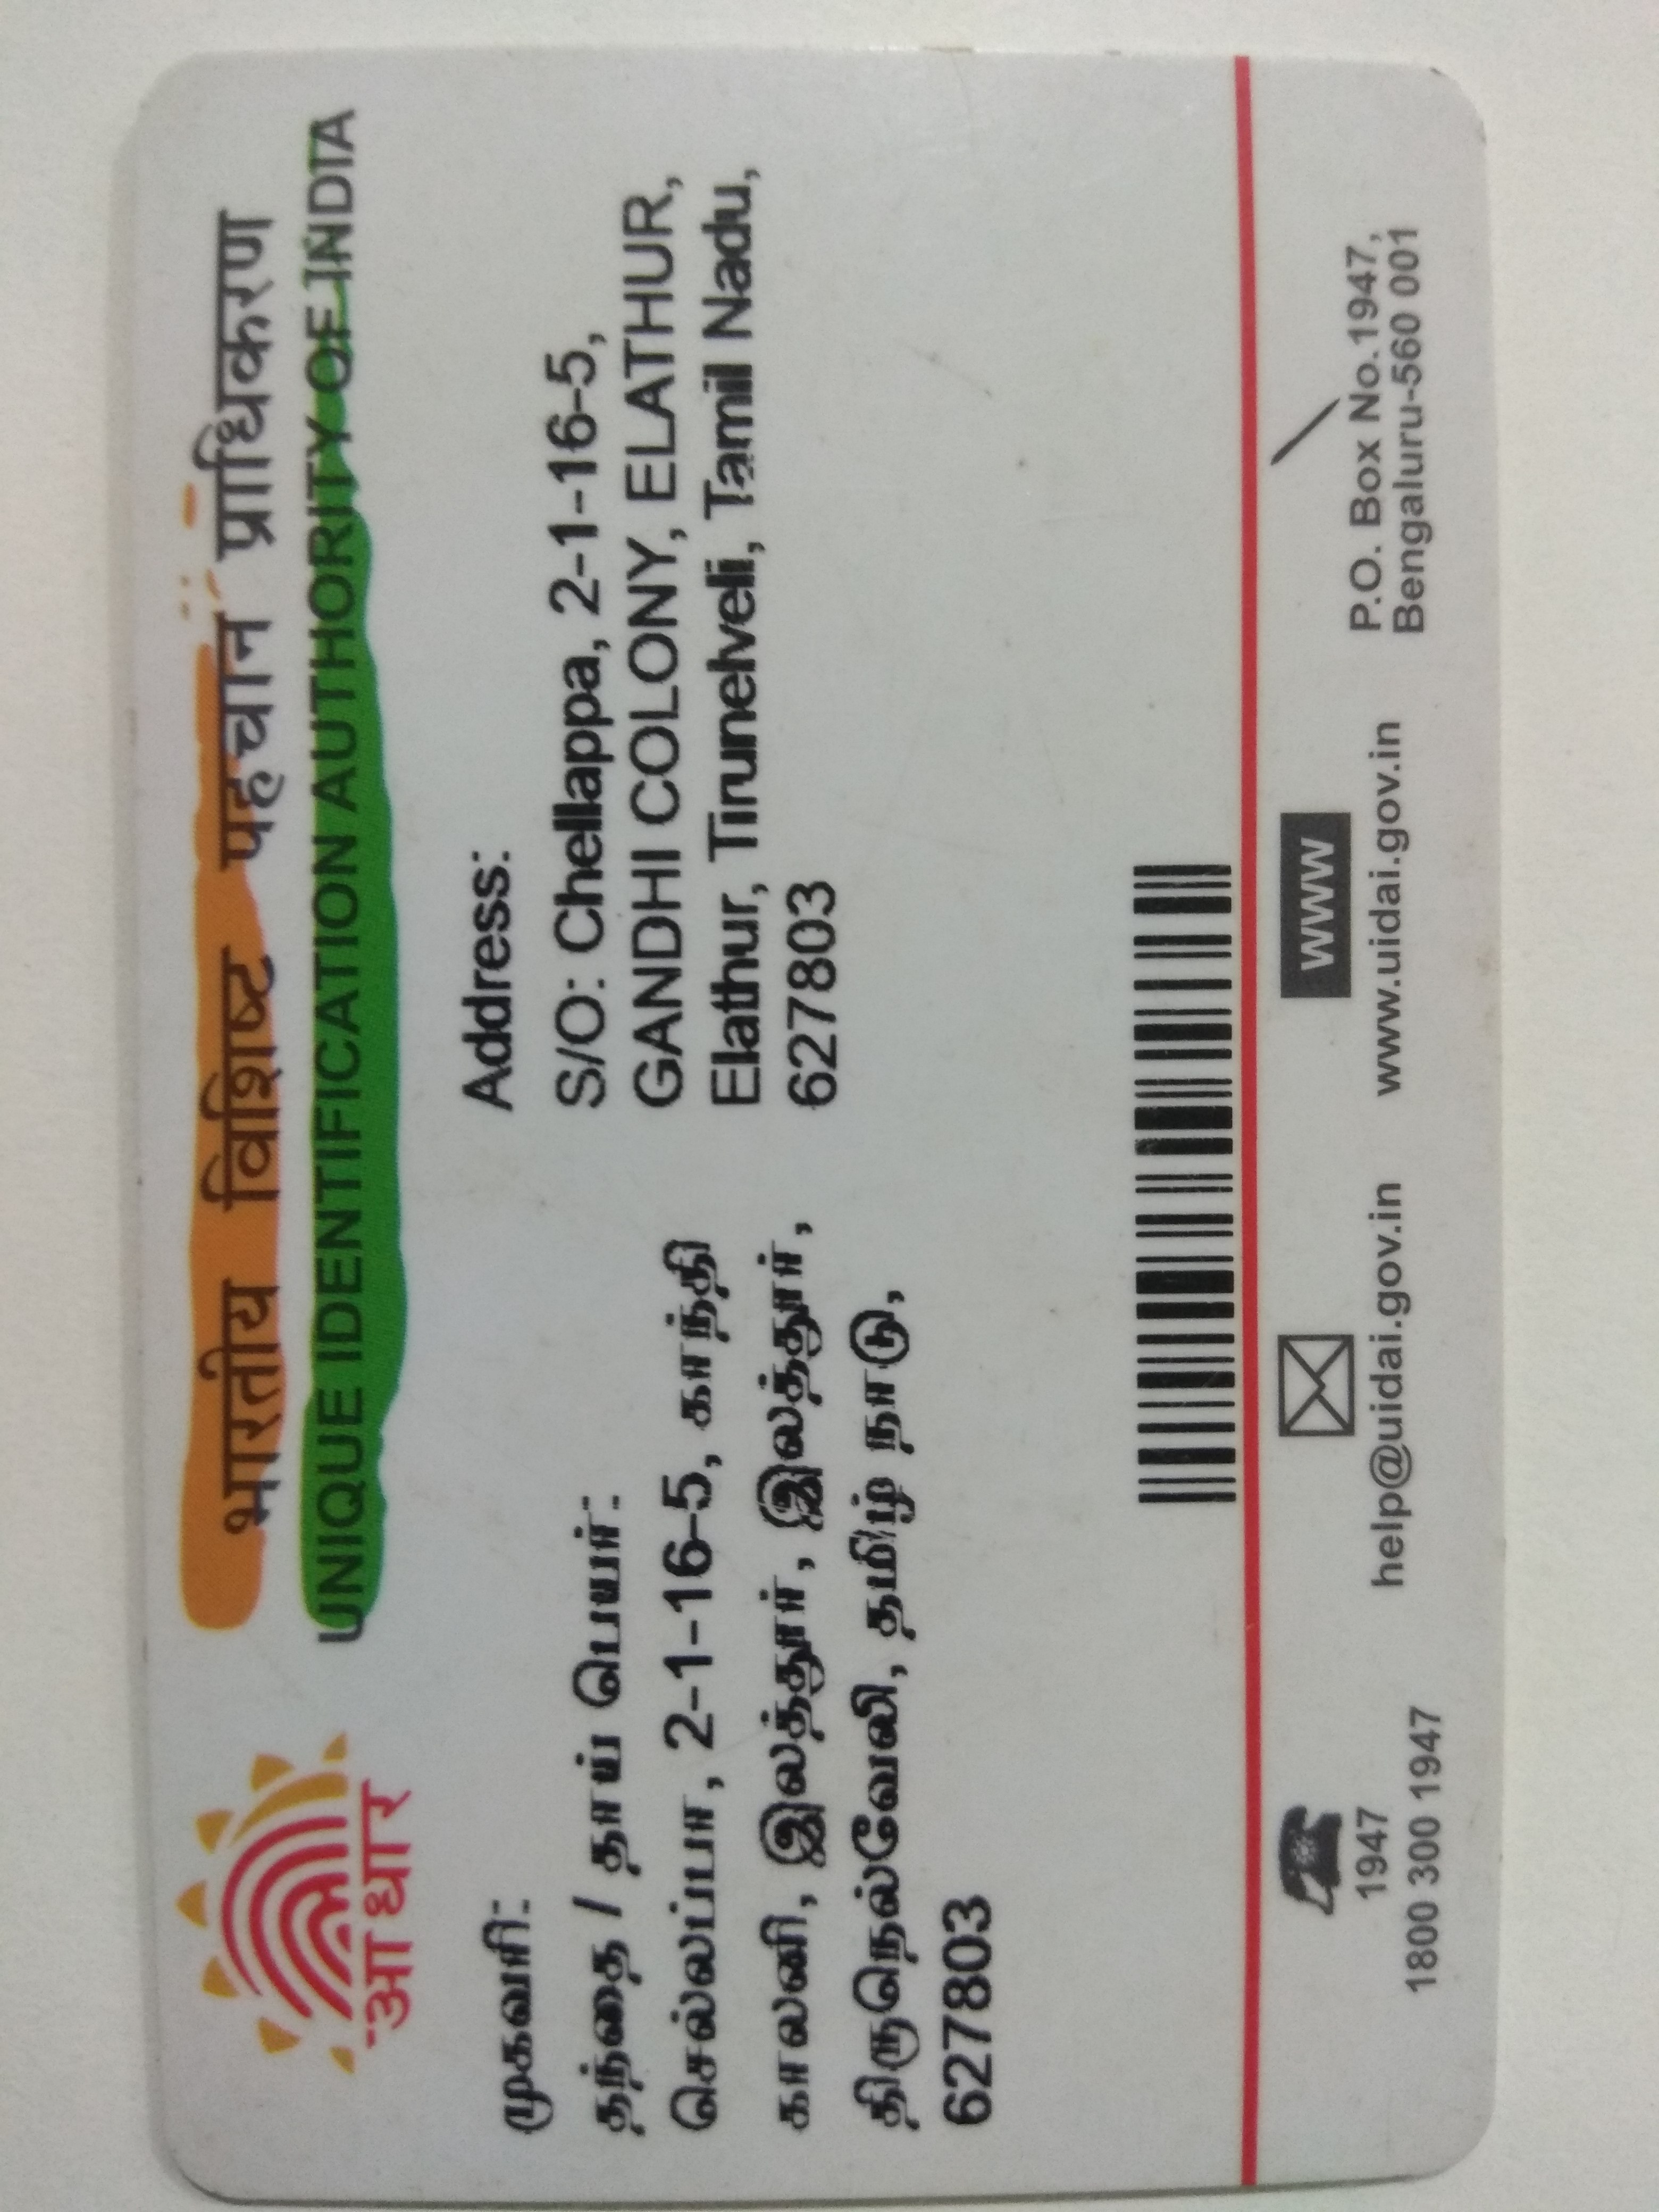 भारतीय विशिष्ट पहचान प्राधिकरण
UNIQUE IDENTIFICATION AUTHORITY OF INDIA
आधार
முகவரி:
தந்தை / தாய் பெயர்:
செல்லப்பா, 2-1-16-5, காந்தி
காலனி, இலத்தூர், இலத்தூர்,
திருநெல்வேலி, தமிழ் நாடு,
627803
Address:
S/O: Chellappa, 2-1-16-5,
GANDHI COLONY, ELATHUR,
Elathur, Tirunelveli, Tamil Nadu,
627803
1947
1800 300 1947
help@uidai.gov.in
WWW
www.uidai.gov.in
P.O. Box No.1947,
Bengaluru-560 001